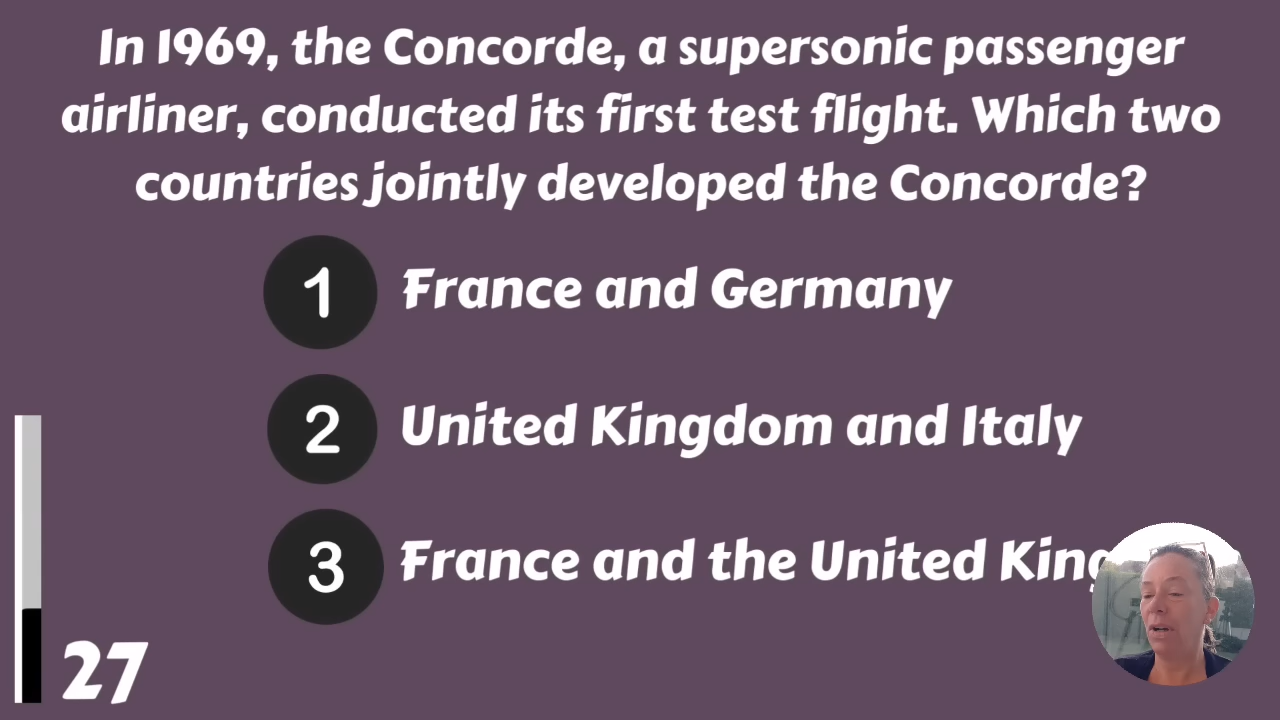 In 1969, the Concorde, a supersonic passenger
airliner, conducted its first test flight. Which two
countries jointly developed the Concorde?
1 France and Germany
2 United Kingdom and Italy
3 France and the United
27